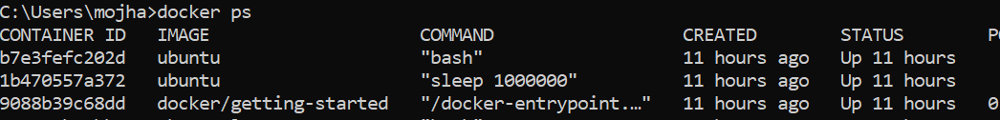 C:\Users\mojha>docker ps
CONTAINER ID   IMAGE                    COMMAND                  CREATED        STATUS        P
b7e3fefc202d   ubuntu                   "bash"                   11 hours ago   Up 11 hours
1b470557a372   ubuntu                   "sleep 1000000"          11 hours ago   Up 11 hours
9088b39c68dd   docker/getting-started   "/docker-entrypoint.…"   11 hours ago   Up 11 hours   0